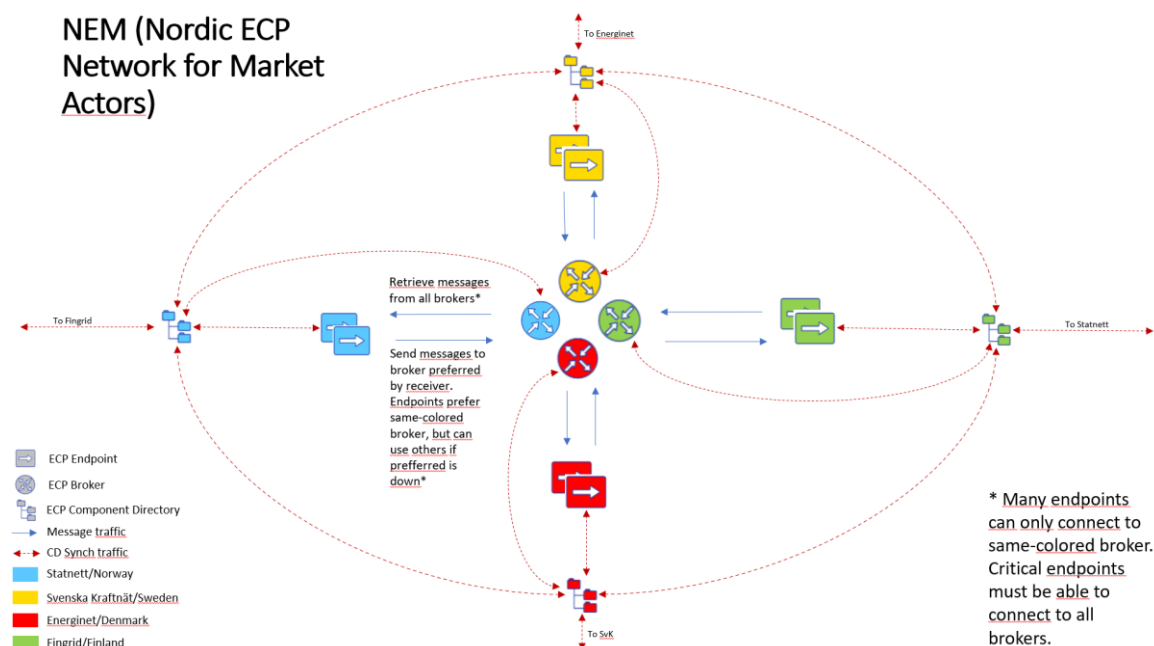 NEM (Nordic ECP
Network for Market
Actors)
To Energinet
Retrieve messages
from all brokers*
To Fingrid
To Statnett
Send messages to
broker preferred
by receiver.
Endpoints prefer
same-colored
broker, but can
use others if
prefferred is
down*
ECP Endpoint
ECP Broker
ECP Component Directory
Message traffic
CD Synch traffic
Statnett/Norway
Svenska Kraftnät/Sweden
Energinet/Denmark
Fingrid/Finland
To SvK
* Many endpoints
can only connect to
same-colored broker.
Critical endpoints
must be able to
connect to all
brokers.